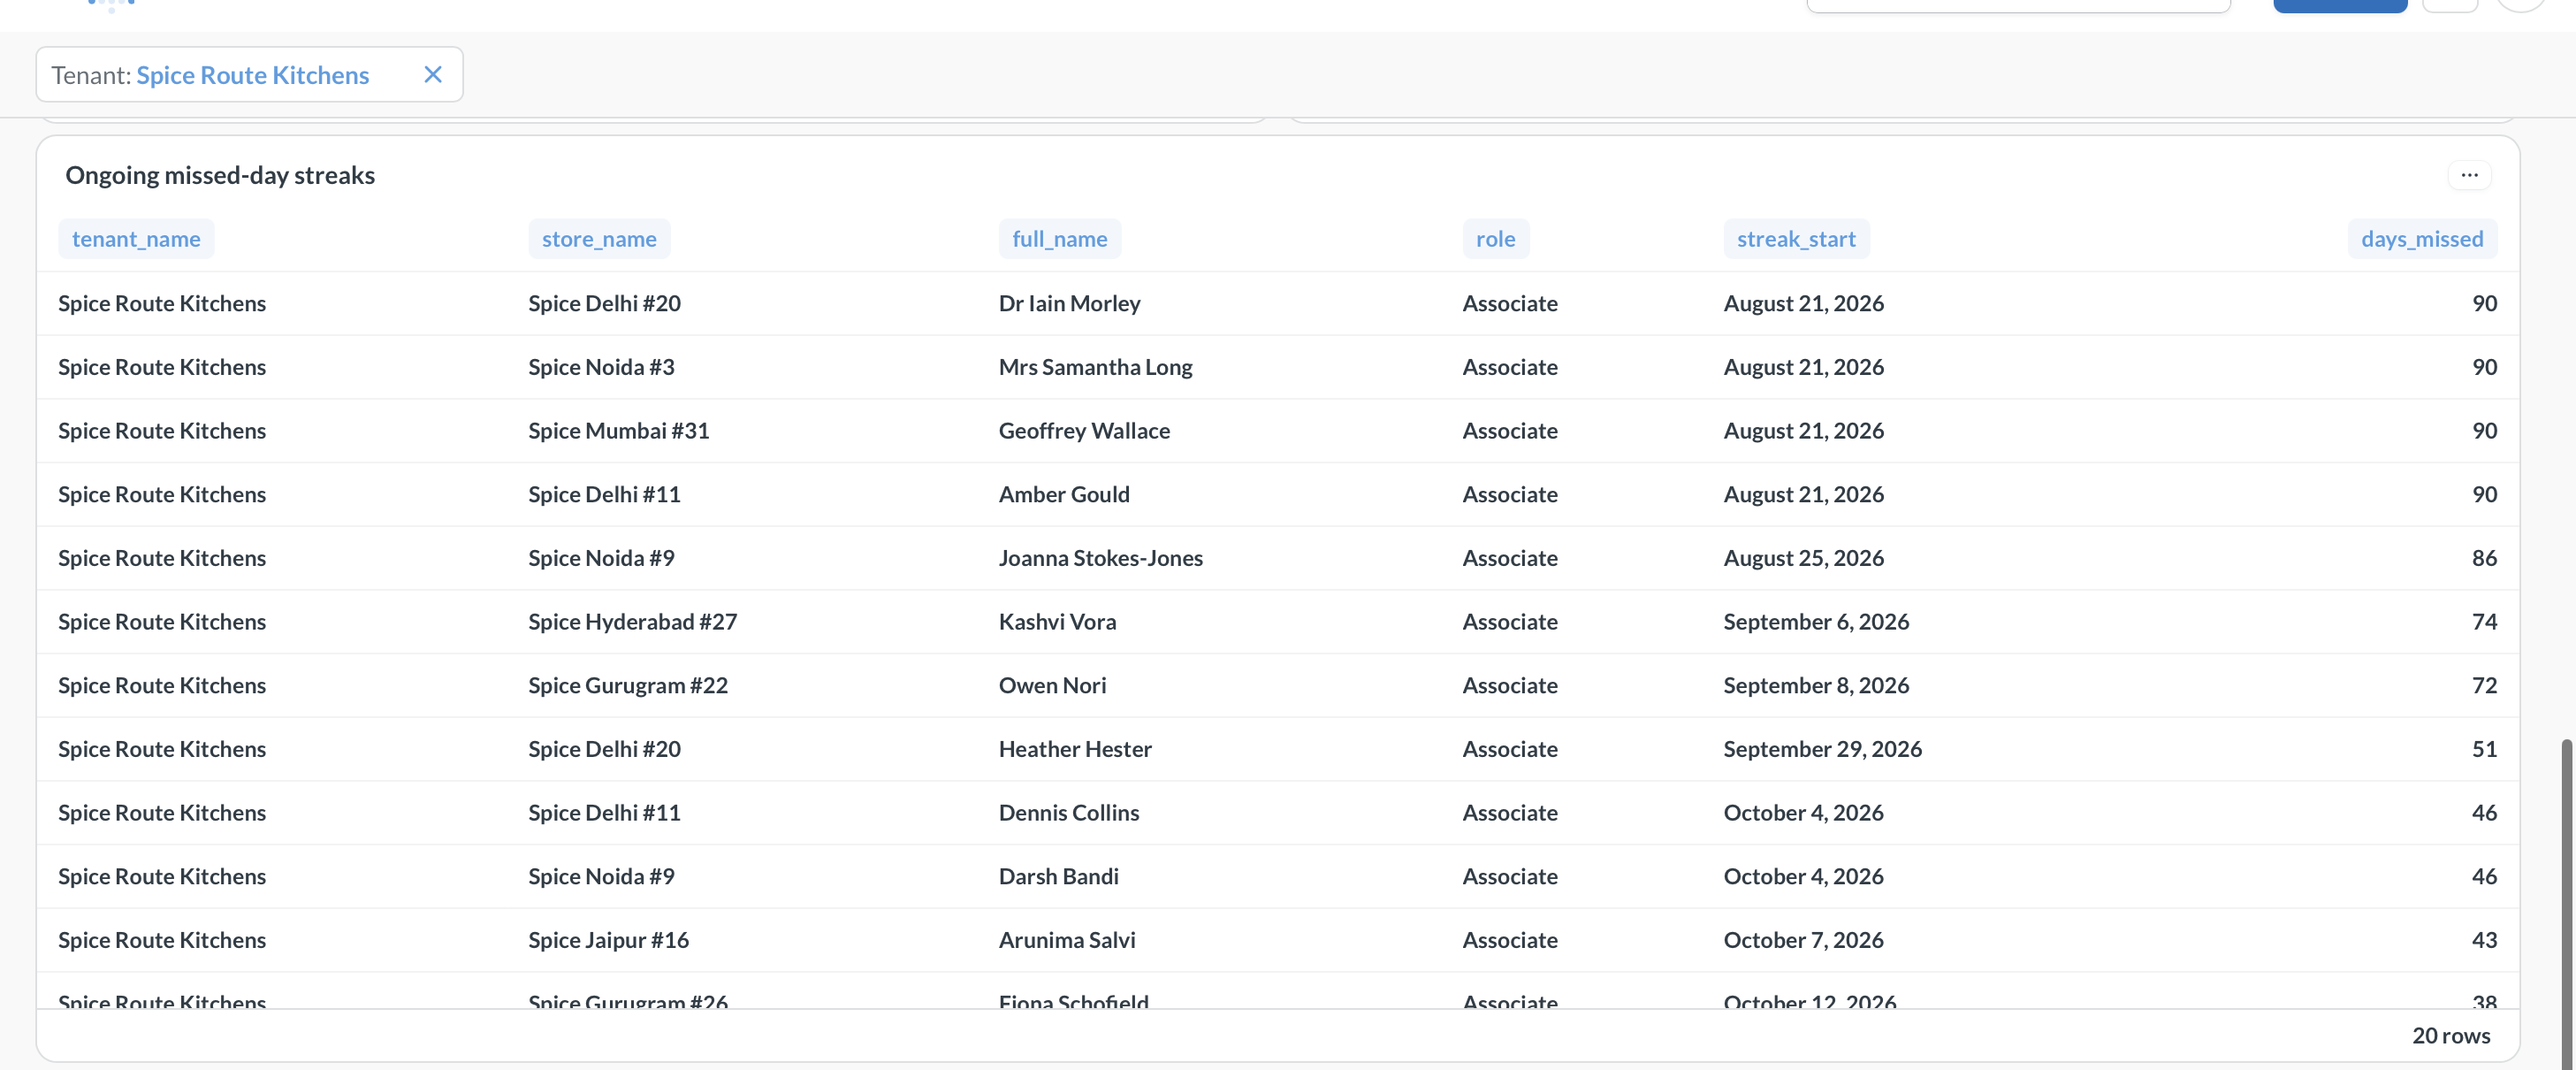 Tenant: Spice Route Kitchens
Ongoing missed-day streaks
tenant_name store_name full_name role streak_start days_missed
Spice Route Kitchens Spice Delhi #20 Dr Iain Morley Associate August 21, 2026 90
Spice Route Kitchens Spice Noida #3 Mrs Samantha Long Associate August 21, 2026 90
Spice Route Kitchens Spice Mumbai #31 Geoffrey Wallace Associate August 21, 2026 90
Spice Route Kitchens Spice Delhi #11 Amber Gould Associate August 21, 2026 90
Spice Route Kitchens Spice Noida #9 Joanna Stokes-Jones Associate August 25, 2026 86
Spice Route Kitchens Spice Hyderabad #27 Kashvi Vora Associate September 6, 2026 74
Spice Route Kitchens Spice Gurugram #22 Owen Nori Associate September 8, 2026 72
Spice Route Kitchens Spice Delhi #20 Heather Hester Associate September 29, 2026 51
Spice Route Kitchens Spice Delhi #11 Dennis Collins Associate October 4, 2026 46
Spice Route Kitchens Spice Noida #9 Darsh Bandi Associate October 4, 2026 46
Spice Route Kitchens Spice Jaipur #16 Arunima Salvi Associate October 7, 2026 43
Spice Route Kitchens Spice Gurugram #26 Fiona Schofield Associate October 12, 2026 38
20 rows